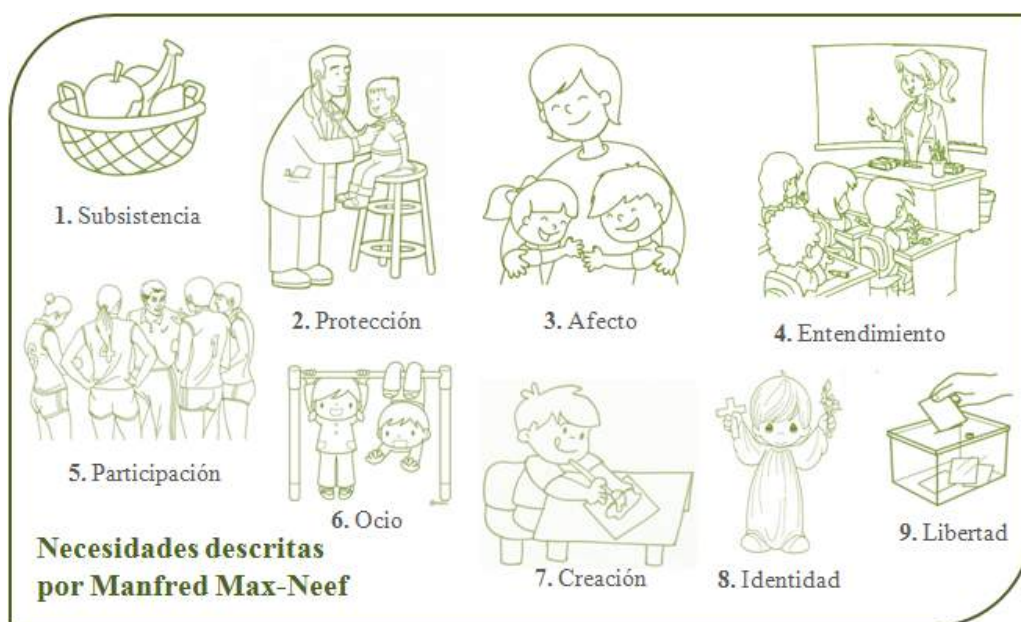 1. Subsistencia
2. Protección
3. Afecto
4. Entendimiento
5. Participación
6. Ocio
7. Creación
8. Identidad
9. Libertad
Necesidades descritas
por Manfred Max-Neef